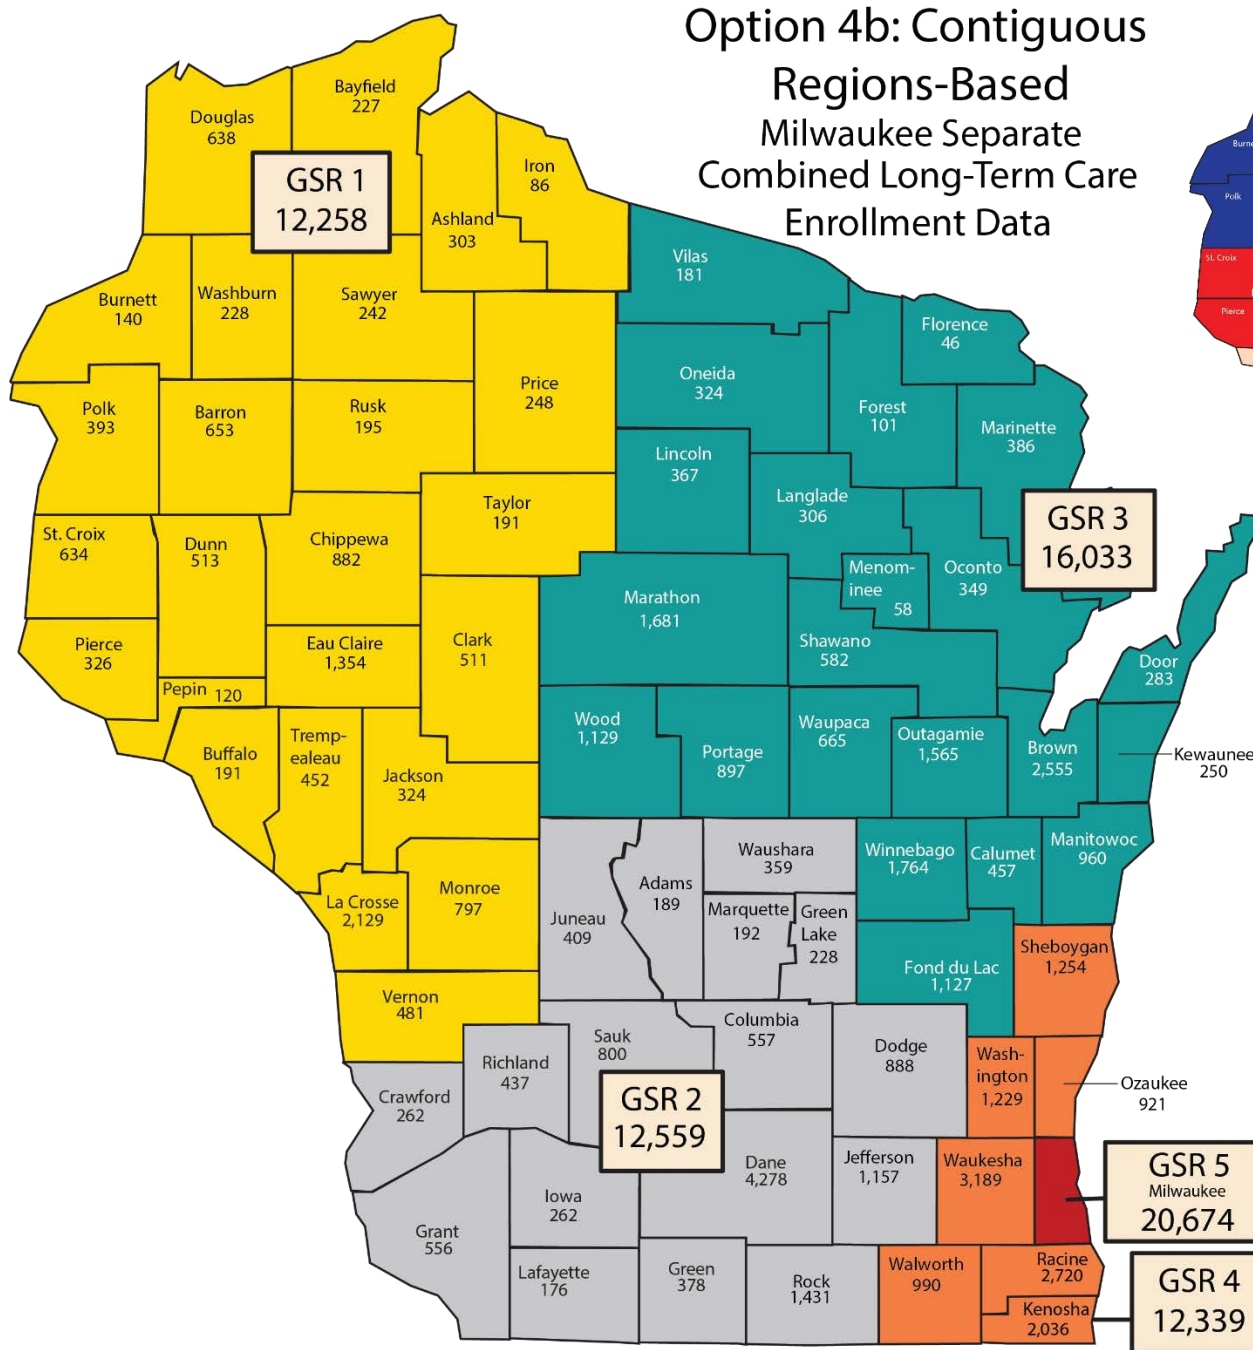 Option 4b: Contiguous
Regions-Based
Milwaukee Separate
Combined Long-Term Care
Enrollment Data
Bayfield
227
Douglas
638
GSR 1
12,258
Iron
86
Ashland
303
Burnett
140
Washburn
228
Sawyer
242
Price
248
Polk
393
Barron
653
Rusk
195
Taylor
191
St. Croix
634
Dunn
513
Chippewa
882
Pierce
326
Eau Claire
1,354
Clark
511
Pepin 120
Buffalo
191
Tremp-
ealeau
452
Jackson
324
La Crosse
2,129
Monroe
797
Vernon
481
Vilas
181
Florence
46
Oneida
324
Forest
101
Marinette
386
Lincoln
367
Langlade
306
GSR 3
16,033
Menom-
inee
58
Oconto
349
Marathon
1,681
Shawano
582
Door
283
Wood
1,129
Portage
897
Waupaca
665
Outagamie
1,565
Brown
2,555
Kewaunee
250
Winnebago
1,764
Calumet
457
Manitowoc
960
Fond du Lac
1,127
Waushara
359
Adams
189
Juneau
409
Marquette
192
Green
Lake
228
Sauk
800
Columbia
557
Dodge
888
Richland
437
Crawford
262
GSR 2
12,559
Dane
4,278
Jefferson
1,157
Iowa
262
Grant
556
Lafayette
176
Green
378
Rock
1,431
Sheboygan
1,254
Wash-
ington
1,229
Ozaukee
921
Waukesha
3,189
GSR 5
Milwaukee
20,674
Walworth
990
Racine
2,720
Kenosha
2,036
GSR 4
12,339
Burne
Polk
St. Croix
Pierce